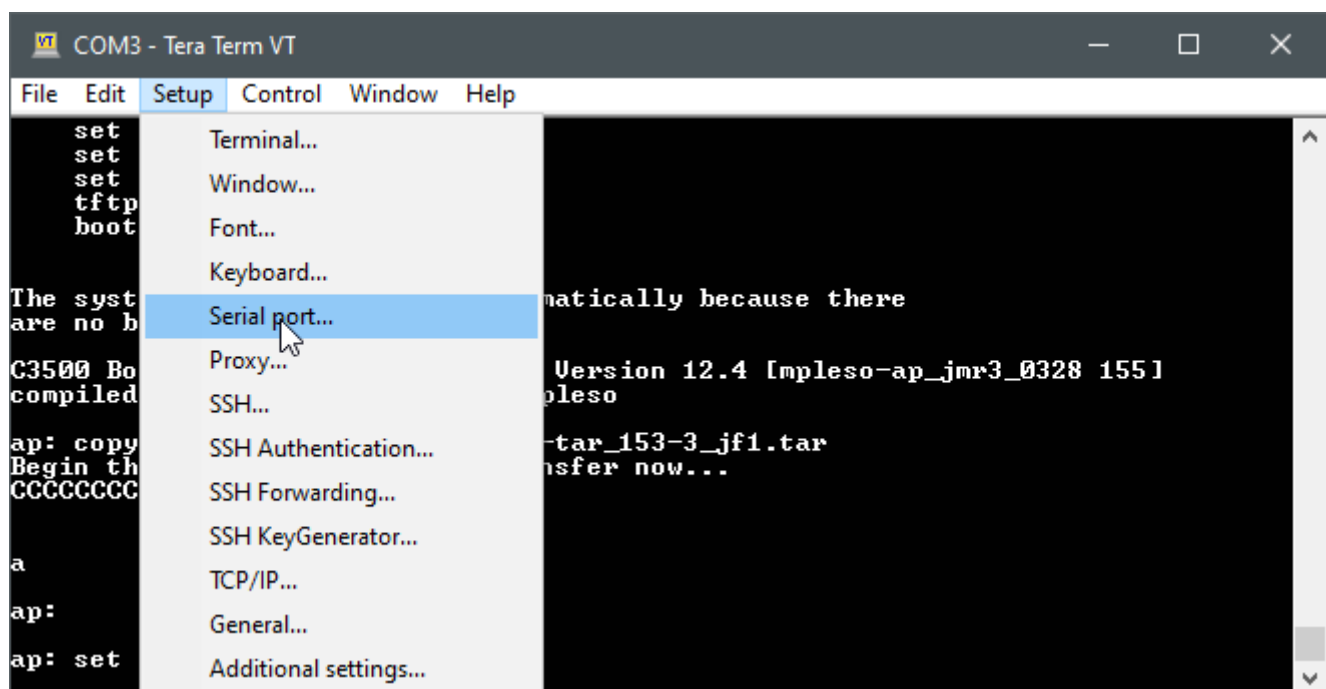 COM3 - Tera Term VT
File Edit Setup Control Window Help
set
set
set
tftp
boot
Terminal...
Window...
Font...
Keyboard...
Serial port...
Proxy...
SSH...
SSH Authentication...
SSH Forwarding...
SSH KeyGenerator...
TCP/IP...
General...
Additional settings...
The syst matically because there
are no b
C3500 Bo Version 12.4 [mpleso-ap_jmr3_0328 155]
compiled pleso
ap: copy -tar_153-3_jf1.tar
Begin th nsfer now...
CCCCCCCC
a
ap:
ap: set